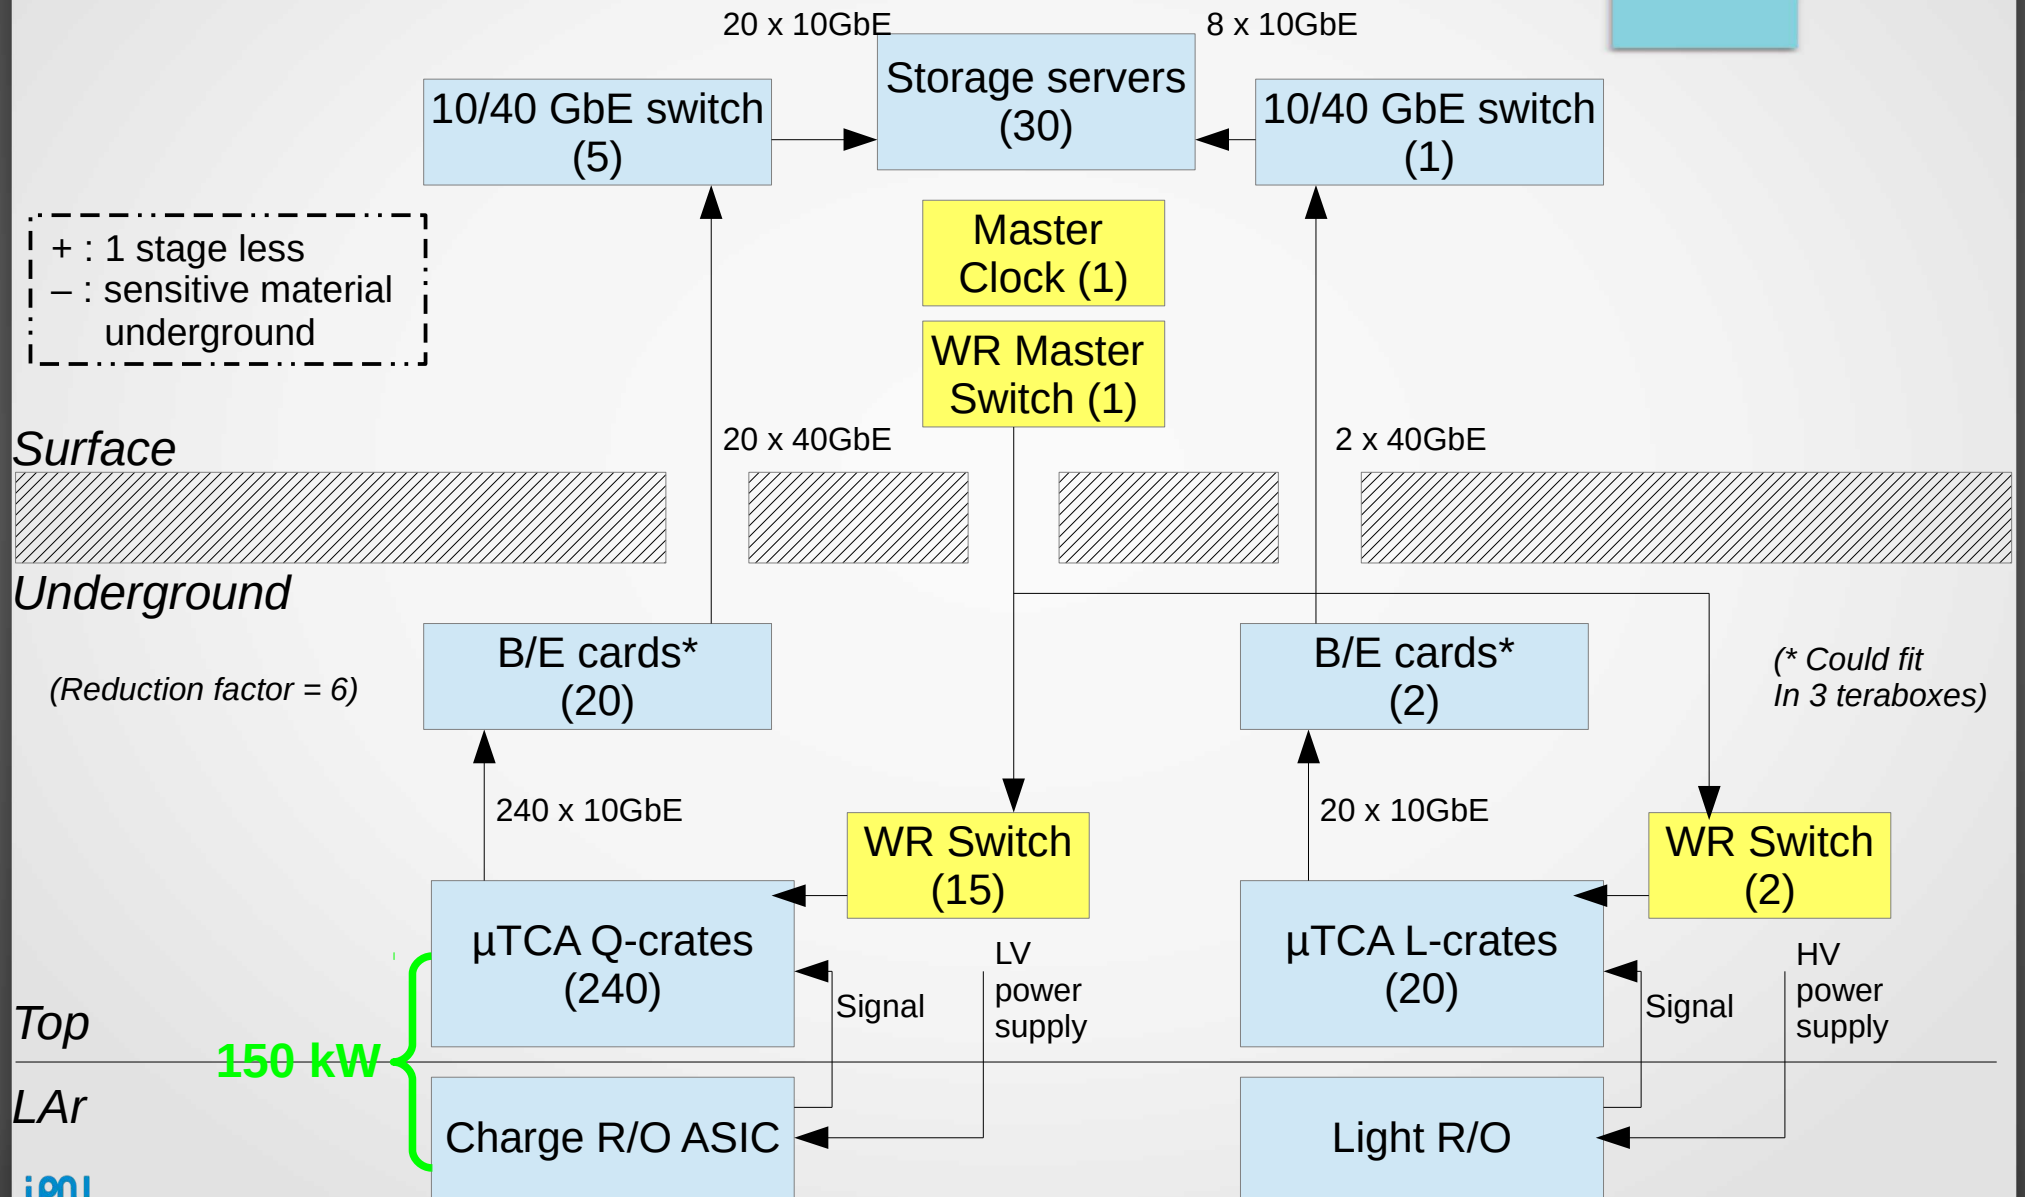 20 x 10GbE
8 x 10GbE
Storage servers
(30)
10/40 GbE switch
(5)
10/40 GbE switch
(1)
Master
Clock (1)
+ : 1 stage less
– : sensitive material
underground
WR Master
Switch (1)
Surface
20 x 40GbE
2 x 40GbE
Underground
B/E cards*
(20)
B/E cards*
(2)
(Reduction factor = 6)
(* Could fit
In 3 teraboxes)
240 x 10GbE
20 x 10GbE
WR Switch
(15)
WR Switch
(2)
µTCA Q-crates
(240)
µTCA L-crates
(20)
LV
power
supply
HV
power
supply
Signal
Signal
Top
150 kW
LAr
Charge R/O ASIC
Light R/O